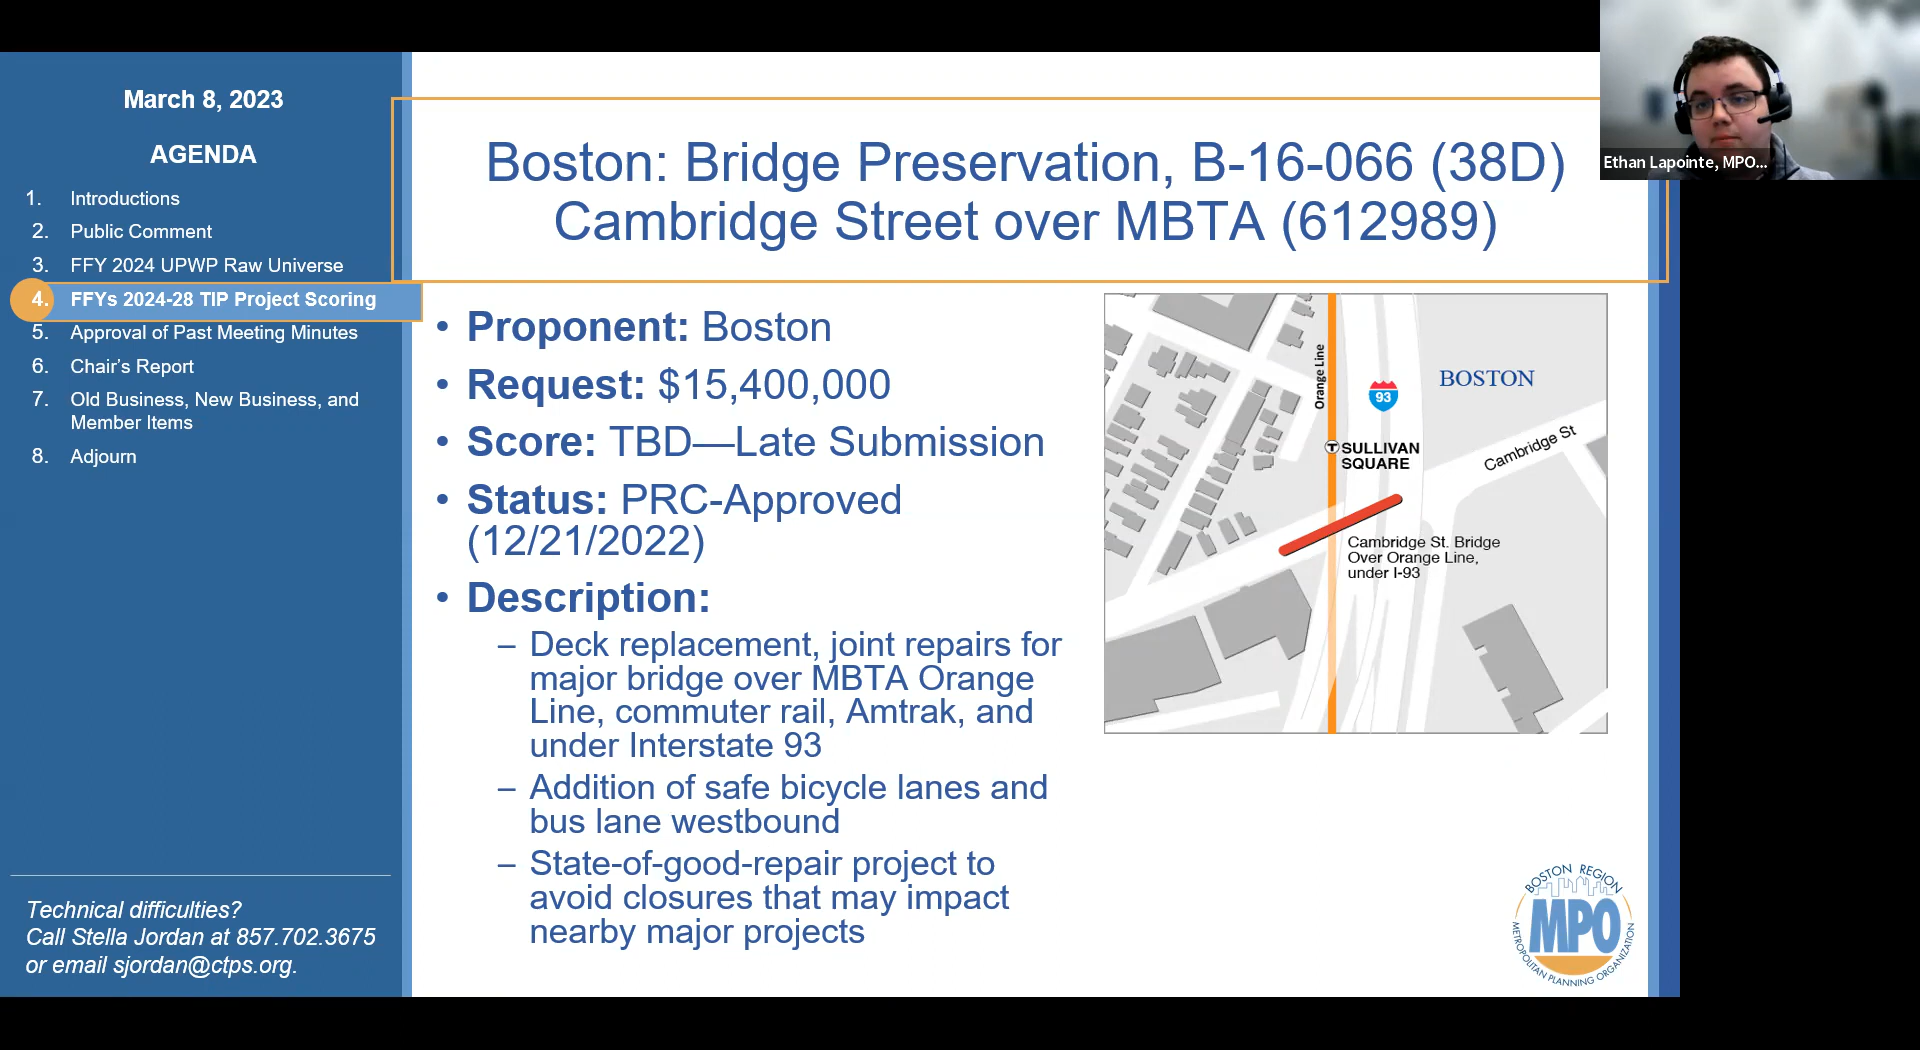 March 8, 2023
AGENDA
1. Introductions
2. Public Comment
3. FFY 2024 UPWP Raw Universe
4. FFYs 2024-28 TIP Project Scoring
5. Approval of Past Meeting Minutes
6. Chair's Report
7. Old Business, New Business, and
Member Items
8. Adjourn
Technical difficulties?
Call Stella Jordan at 857.702.3675
or email sjordan@ctps.org.
Boston: Bridge Preservation, B-16-066 (38D)
Cambridge Street over MBTA (612989)
• Proponent: Boston
• Request: $15,400,000
• Score: TBD—Late Submission
• Status: PRC-Approved
(12/21/2022)
• Description:
– Deck replacement, joint repairs for
major bridge over MBTA Orange
Line, commuter rail, Amtrak, and
under Interstate 93
– Addition of safe bicycle lanes and
bus lane westbound
– State-of-good-repair project to
avoid closures that may impact
nearby major projects
Orange Line
93
BOSTON
T SULLIVAN
SQUARE
Cambridge St
Cambridge St. Bridge
Over Orange Line,
under I-93
BOSTON REGION
MPO
METROPOLITAN PLANNING ORGANIZATION
Ethan Lapointe, MPO...